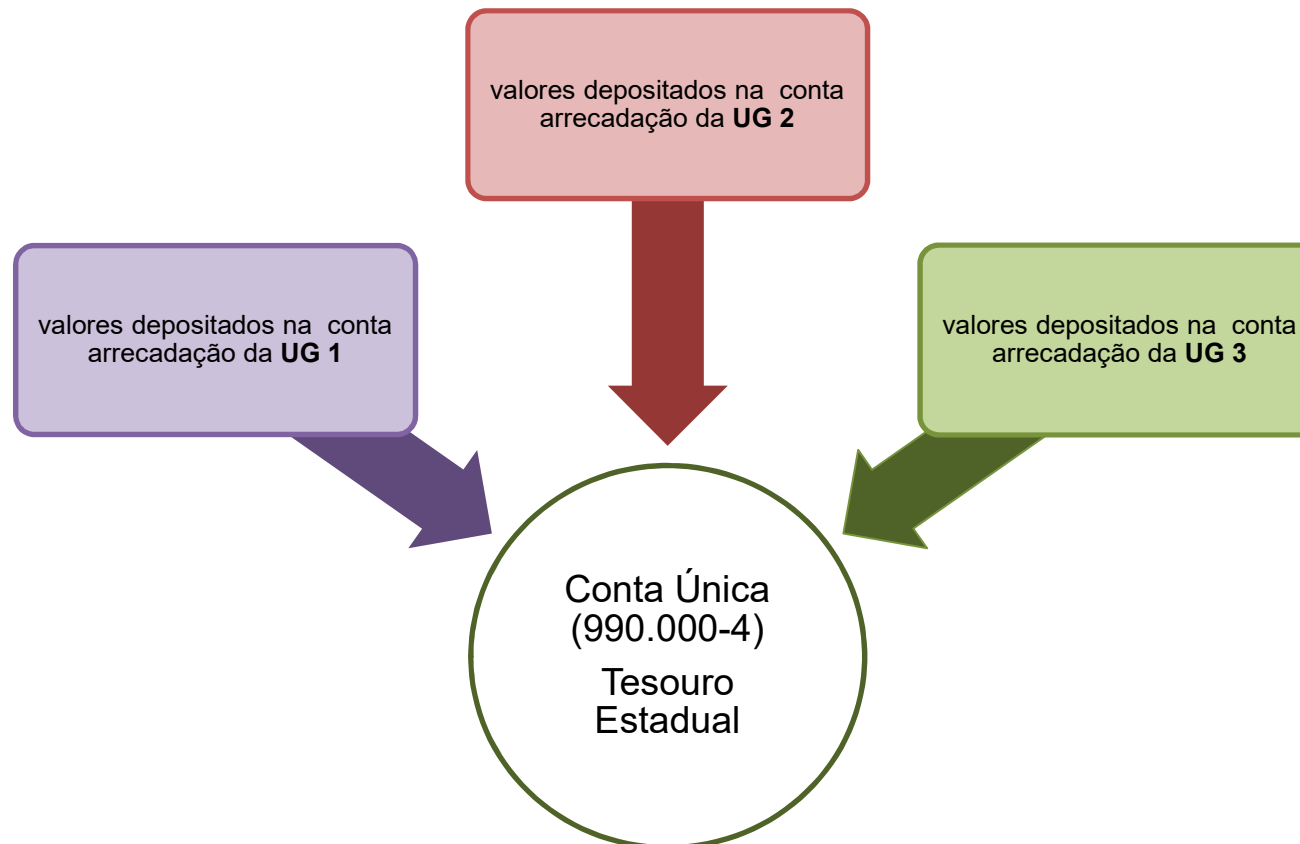 valores depositados na conta
arrecadação da UG 2
valores depositados na conta
arrecadação da UG 1
valores depositados na conta
arrecadação da UG 3
Conta Única
(990.000-4)
Tesouro
Estadual